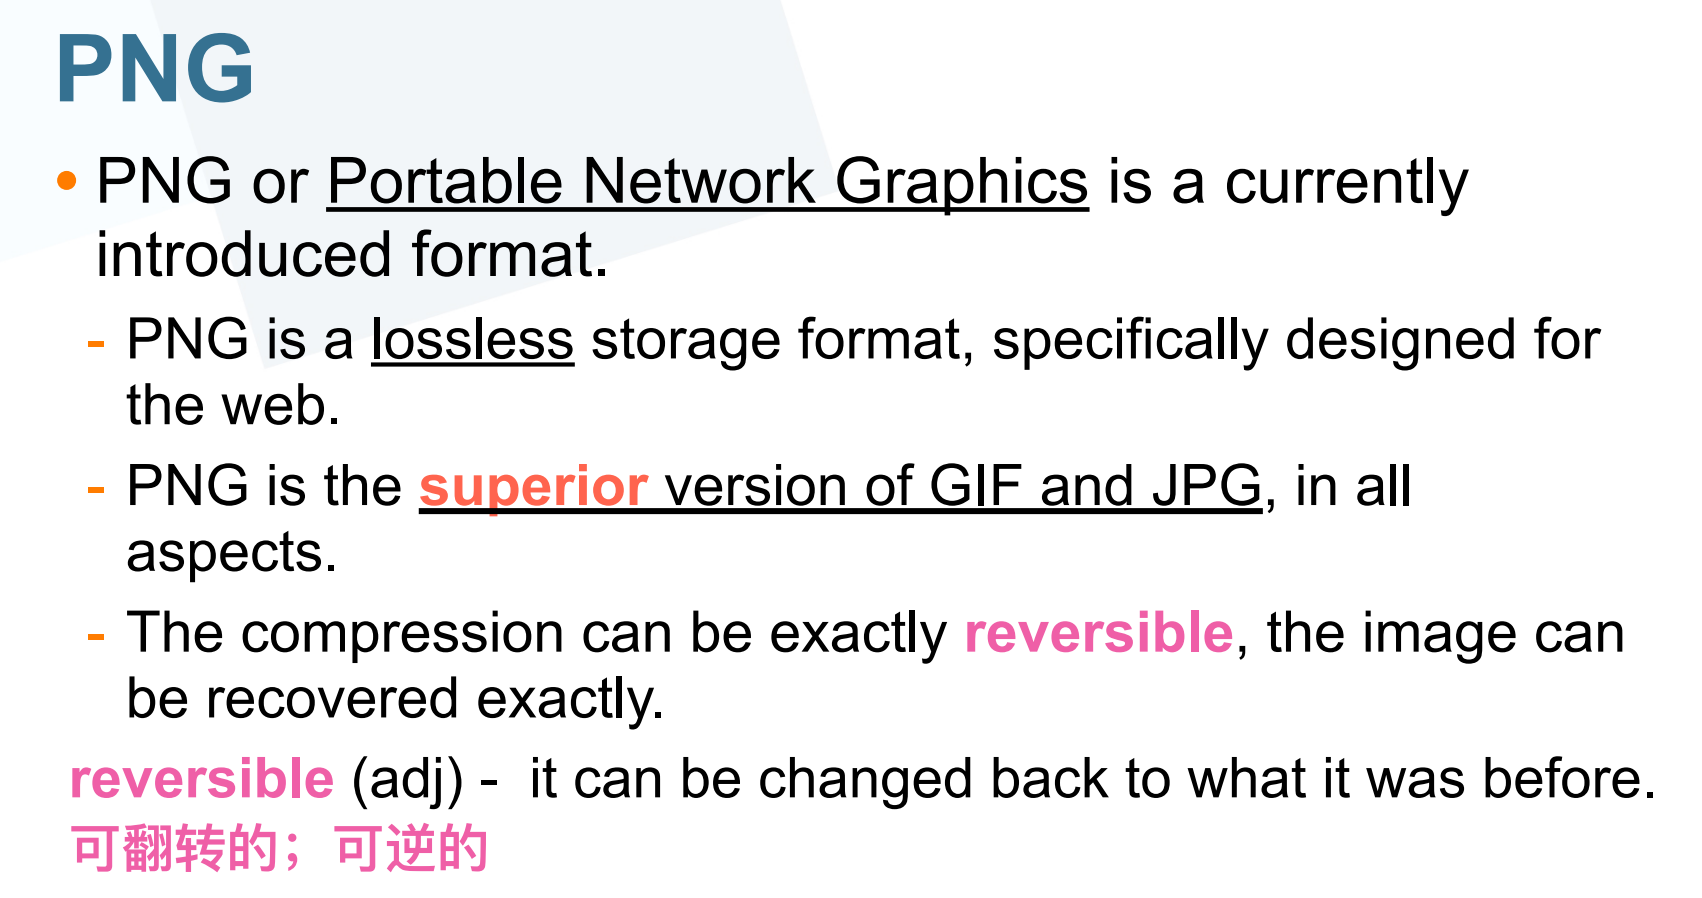 PNG
• PNG or Portable Network Graphics is a currently
introduced format.
- PNG is a lossless storage format, specifically designed for
the web.
- PNG is the superior version of GIF and JPG, in all
aspects.
- The compression can be exactly reversible, the image can
be recovered exactly.
reversible (adj) - it can be changed back to what it was before.
可翻转的；可逆的